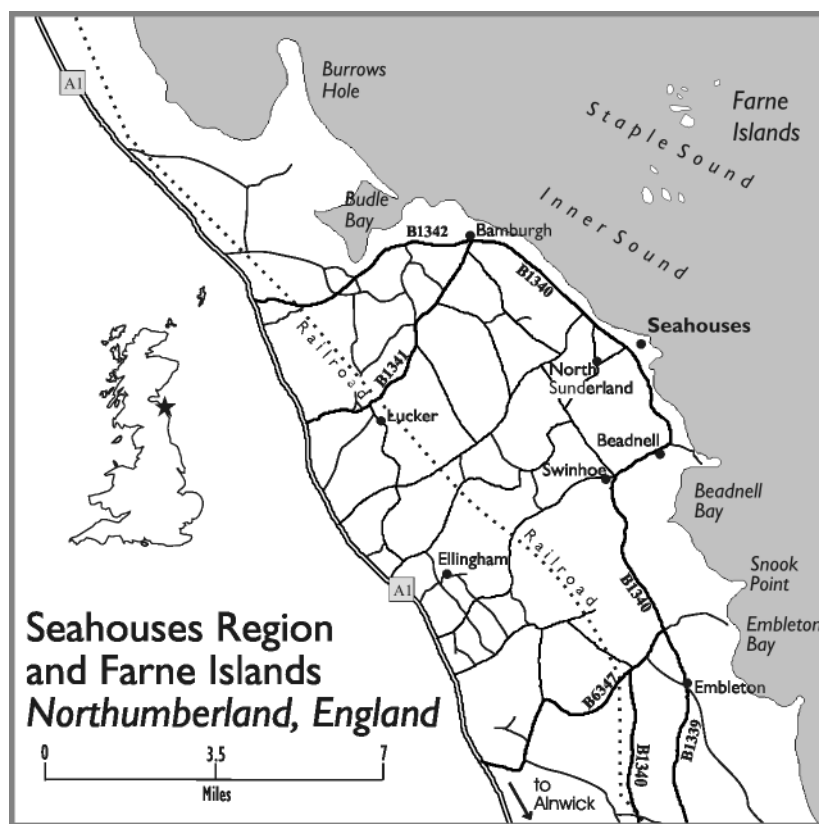 A1
Burrows
Hole
Farne
Islands
Staple Sound
Inner Sound
Budle
Bay
B1342
Bamburgh
B1340
Seahouses
Railroad
B1341
North
Sunderland
Lucker
Beadnell
Swinhoe
Beadnell
Bay
Railroad
Ellingham
Snook
Point
A1
B1340
Embleton
Bay
Seahouses Region
and Farne Islands
Northumberland, England
B6347
Embleton
B1339
B1340
0
3.5
7
Miles
to
Alnwick